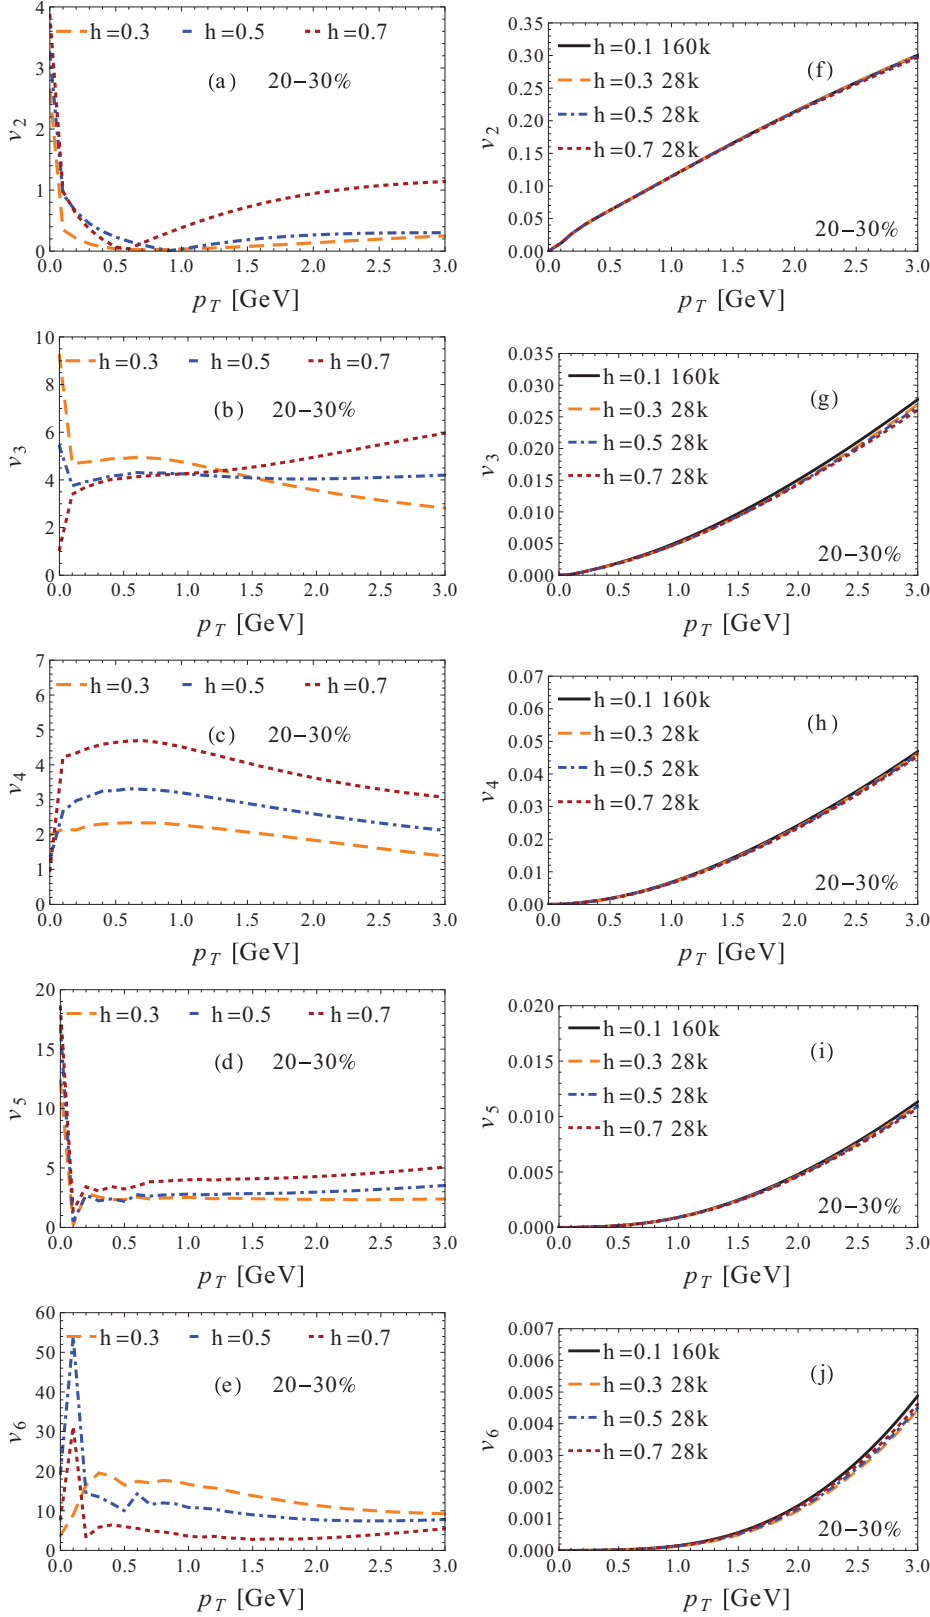 4
3
2
1
0
v2
h=0.3 h=0.5 h=0.7
(a) 20−30%
0.0 0.5 1.0 1.5 2.0 2.5 3.0
pT [GeV]
0.35
0.30
0.25
0.20
0.15
0.10
0.05
0.00
v2
h=0.1 160k
h=0.3 28k
h=0.5 28k
h=0.7 28k
(f)
20−30%
0.0 0.5 1.0 1.5 2.0 2.5 3.0
pT [GeV]
10
8
6
4
2
0
v3
h=0.3 h=0.5 h=0.7
(b) 20−30%
0.0 0.5 1.0 1.5 2.0 2.5 3.0
pT [GeV]
0.035
0.030
0.025
0.020
0.015
0.010
0.005
0.000
v3
h=0.1 160k
h=0.3 28k
h=0.5 28k
h=0.7 28k
(g)
20−30%
0.0 0.5 1.0 1.5 2.0 2.5 3.0
pT [GeV]
7
6
5
4
3
2
1
0
v4
h=0.3 h=0.5 h=0.7
(c) 20−30%
0.0 0.5 1.0 1.5 2.0 2.5 3.0
pT [GeV]
0.07
0.06
0.05
0.04
0.03
0.02
0.01
0.00
v4
h=0.1 160k
h=0.3 28k
h=0.5 28k
h=0.7 28k
(h)
20−30%
0.0 0.5 1.0 1.5 2.0 2.5 3.0
pT [GeV]
20
15
10
5
0
v5
h=0.3 h=0.5 h=0.7
(d) 20−30%
0.0 0.5 1.0 1.5 2.0 2.5 3.0
pT [GeV]
0.020
0.015
0.010
0.005
0.000
v5
h=0.1 160k
h=0.3 28k
h=0.5 28k
h=0.7 28k
(i)
20−30%
0.0 0.5 1.0 1.5 2.0 2.5 3.0
pT [GeV]
60
50
40
30
20
10
0
v6
h=0.3 h=0.5 h=0.7
(e) 20−30%
0.0 0.5 1.0 1.5 2.0 2.5 3.0
pT [GeV]
0.007
0.006
0.005
0.004
0.003
0.002
0.001
0.000
v6
h=0.1 160k
h=0.3 28k
h=0.5 28k
h=0.7 28k
(j)
20−30%
0.0 0.5 1.0 1.5 2.0 2.5 3.0
pT [GeV]